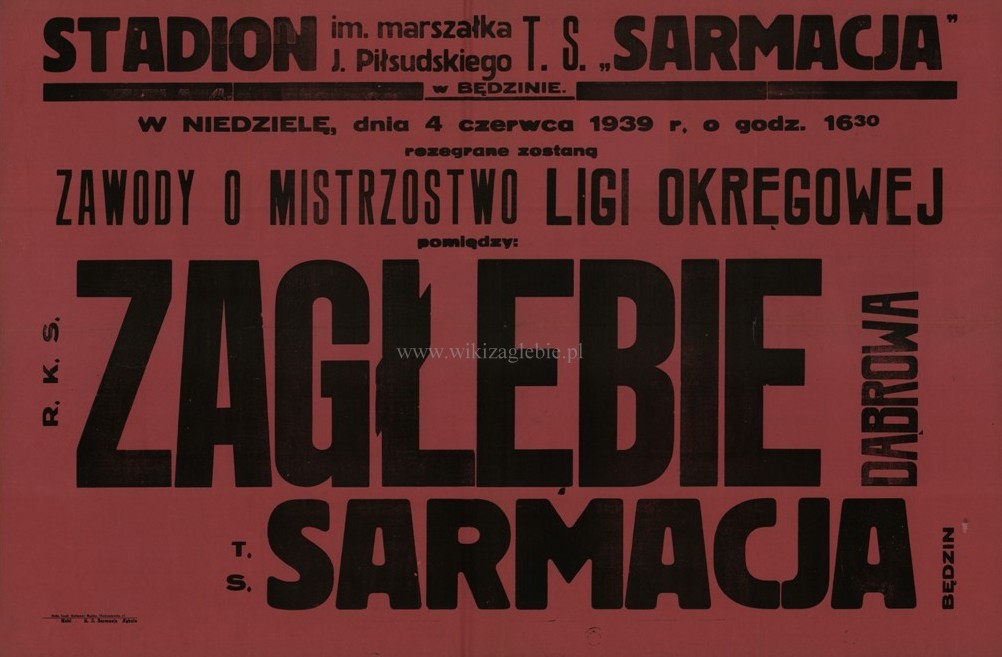 STADION im. marszałka J. Piłsudskiego T. S. „SARMACJA”
w BĘDZINIE.
W NIEDZIELĘ, dnia 4 czerwca 1939 r. o godz. 16³⁰
rozegrane zostaną
ZAWODY O MISTRZOSTWO LIGI OKRĘGOWEJ
pomiędzy:
R. K. S. ZAGŁĘBIE DĄBROWA
www.wikizaglebie.pl
T. S. SARMACJA BĘDZIN